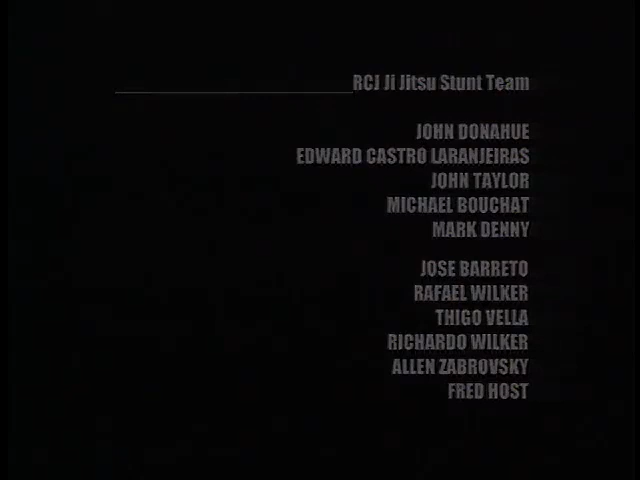 RCJ Ji Jitsu Stunt Team
JOHN DONAHUE
EDWARD CASTRO LARANJEIRAS
JOHN TAYLOR
MICHAEL BOUCHAT
MARK DENNY
JOSE BARRETO
RAFAEL WILKER
THIGO VELLA
RICHARDO WILKER
ALLEN ZABROVSKY
FRED HOST